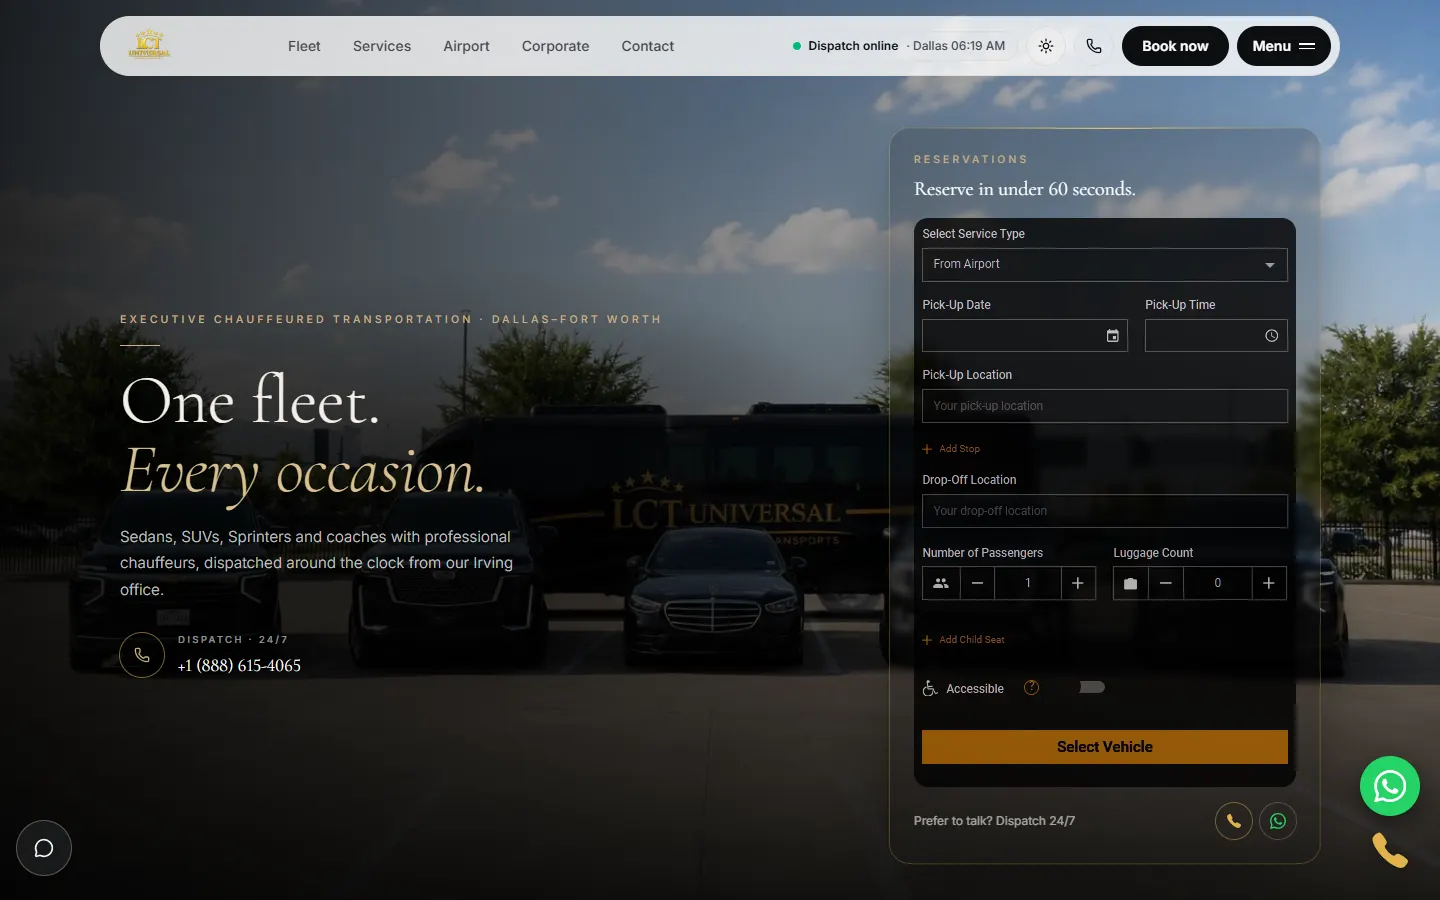 LCT
UNIVERSAL
Fleet
Services
Airport
Corporate
Contact
Dispatch online · Dallas 06:19 AM
Book now
Menu
EXECUTIVE CHAUFFEURED TRANSPORTATION · DALLAS–FORT WORTH
One fleet.
Every occasion.
Sedans, SUVs, Sprinters and coaches with professional
chauffeurs, dispatched around the clock from our Irving
office.
DISPATCH · 24/7
+1 (888) 615-4065
LCT UNIVERSAL
RESERVATIONS
Reserve in under 60 seconds.
Select Service Type
From Airport
Pick-Up Date
Pick-Up Time
Pick-Up Location
Your pick-up location
+ Add Stop
Drop-Off Location
Your drop-off location
Number of Passengers
Luggage Count
1
0
+ Add Child Seat
Accessible
?
Select Vehicle
Prefer to talk? Dispatch 24/7